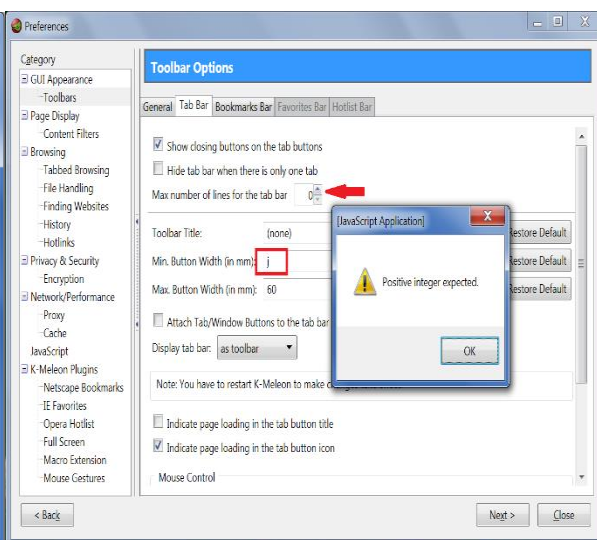 Preferences
Category
GUI Appearance
Toolbars
Page Display
Content Filters
Browsing
Tabbed Browsing
File Handling
Finding Websites
History
Hotlinks
Privacy & Security
Encryption
Network/Performance
Proxy
Cache
JavaScript
K-Meleon Plugins
Netscape Bookmarks
IE Favorites
Opera Hotlist
Full Screen
Macro Extension
Mouse Gestures
Toolbar Options
General Tab Bar Bookmarks Bar Favorites Bar Hotlist Bar
Show closing buttons on the tab buttons
Hide tab bar when there is only one tab
Max number of lines for the tab bar 0
Toolbar Title: (none) Restore Default
Min. Button Width (in mm): j Restore Default
Max. Button Width (in mm): 60 Restore Default
Attach Tab/Window Buttons to the tab bar
Display tab bar: as toolbar
Note: You have to restart K-Meleon to make
Indicate page loading in the tab button title
Indicate page loading in the tab button icon
Mouse Control
[JavaScript Application]
Positive integer expected.
OK
< Back Next > Close